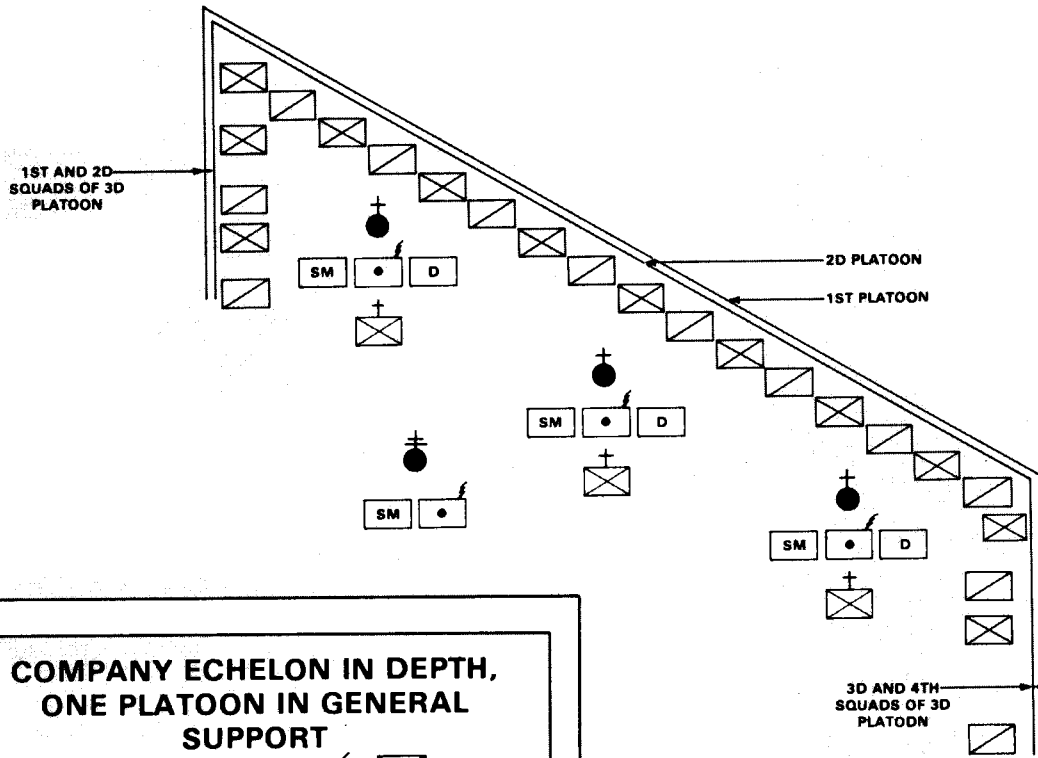 1ST AND 2D
SQUADS OF 3D
PLATOON
SM
D
2D PLATOON
1ST PLATOON
SM
D
SM
SM
D
3D AND 4TH
SQUADS OF 3D
PLATODN
COMPANY ECHELON IN DEPTH,
ONE PLATOON IN GENERAL
SUPPORT